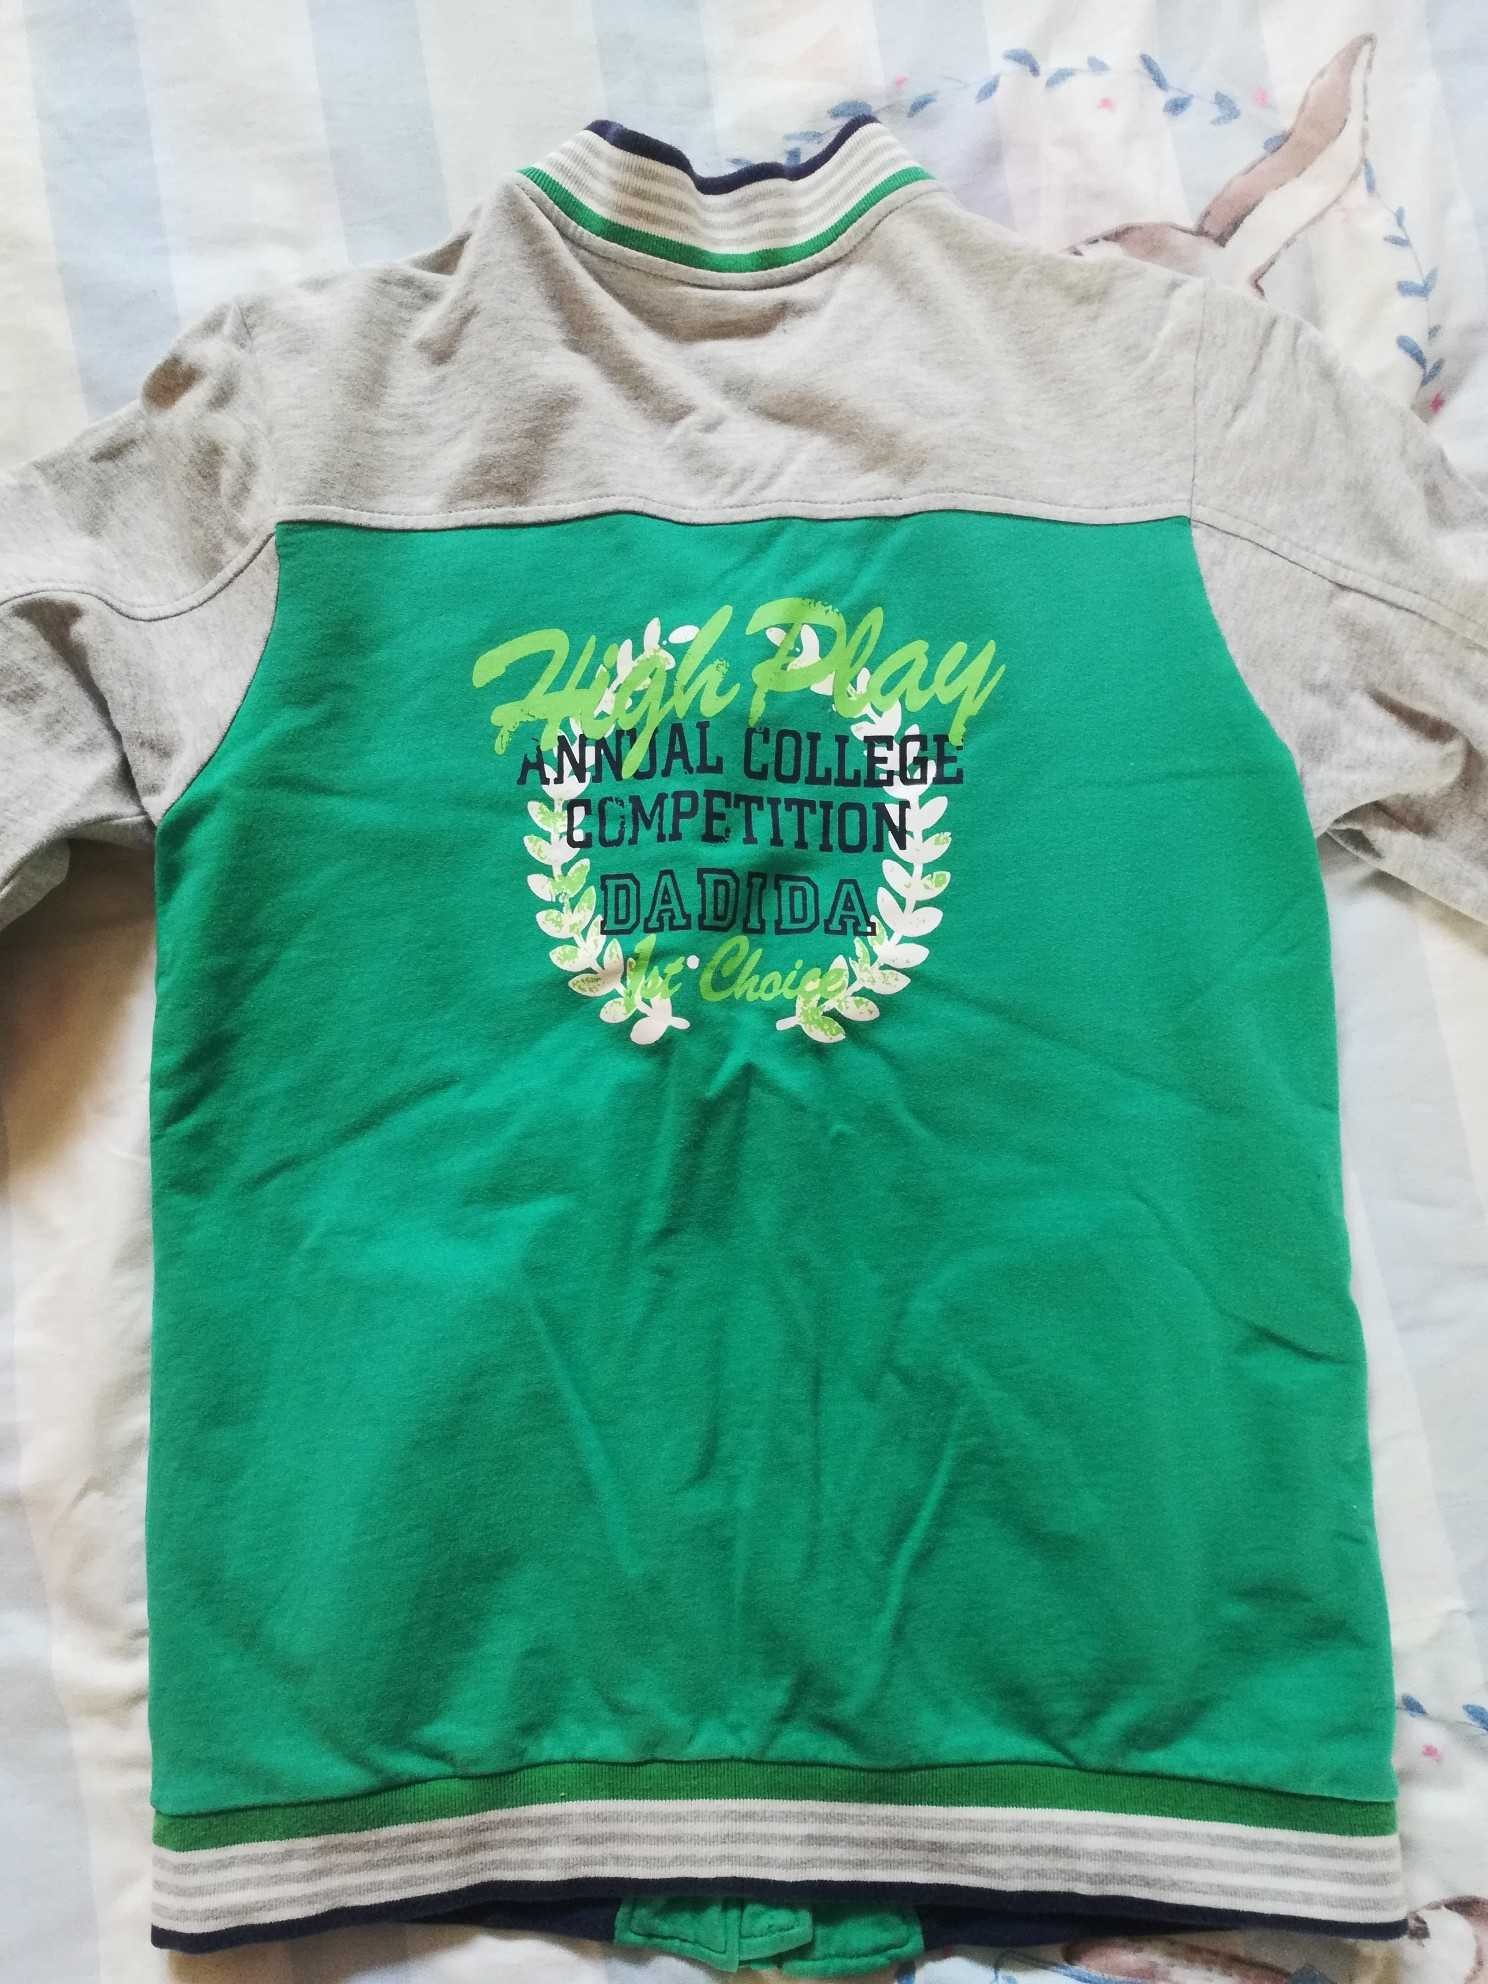 High Play
ANNUAL COLLEGE
COMPETITION
DADIDA
1st Choice